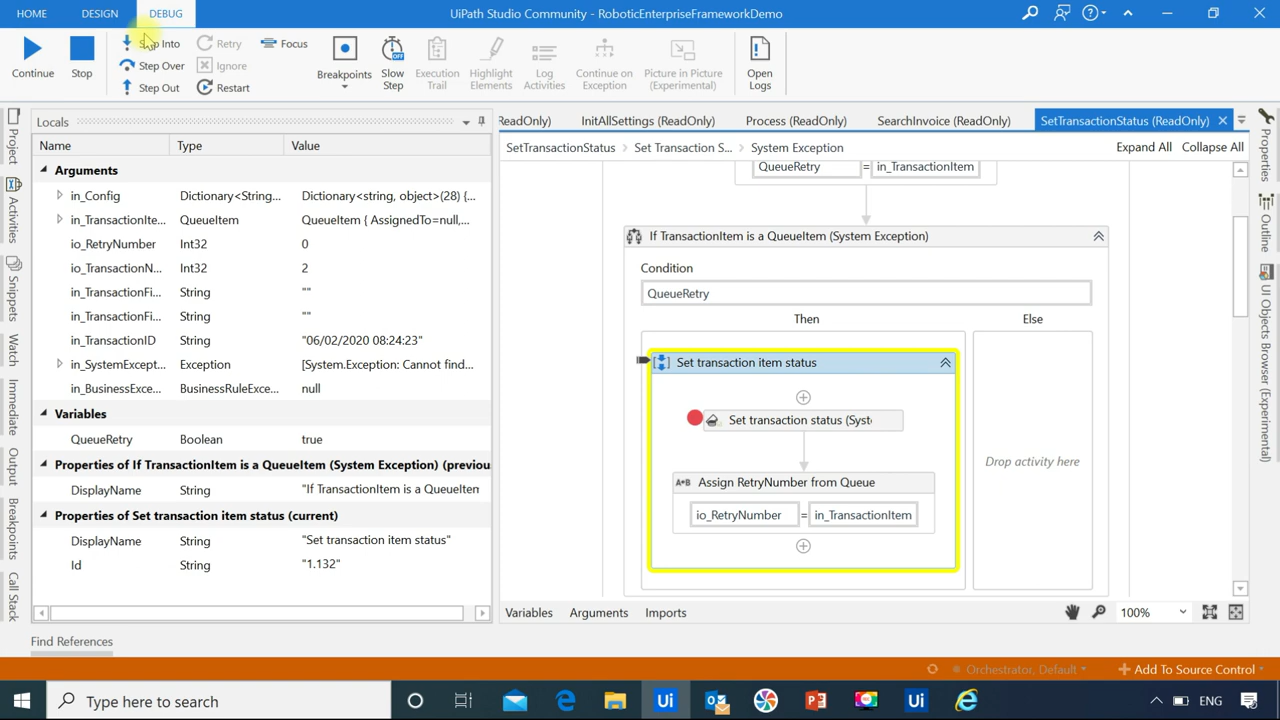 HOME DESIGN DEBUG UiPath Studio Community - RoboticEnterpriseFrameworkDemo
Continue
Stop
Into
Step Over
Step Out
Retry
Ignore
Restart
Focus
Breakpoints
Slow Step
Execution Trail
Highlight Elements
Log Activities
Continue on Exception
Picture in Picture (Experimental)
Open Logs
Project
Activities
Snippets
Watch
Immediate
Output
Breakpoints
Call Stack
Locals
Name Type Value
Arguments
in_Config Dictionary<String... Dictionary<string, object>(28) {...
in_TransactionIte... QueueItem QueueItem { AssignedTo=null,...
io_RetryNumber Int32 0
io_TransactionN... Int32 2
in_TransactionFi... String ""
in_TransactionFi... String ""
in_TransactionID String "06/02/2020 08:24:23"
in_SystemExcept... Exception [System.Exception: Cannot find...
in_BusinessExce... BusinessRuleExce... null
Variables
QueueRetry Boolean true
Properties of If TransactionItem is a QueueItem (System Exception) (previou
DisplayName String "If TransactionItem is a QueueItem
Properties of Set transaction item status (current)
DisplayName String "Set transaction item status"
Id String "1.132"
Find References
ReadOnly) InitAllSettings (ReadOnly) Process (ReadOnly) SearchInvoice (ReadOnly) SetTransactionStatus (ReadOnly)
SetTransactionStatus > Set Transaction S... > System Exception Expand All Collapse All
QueueRetry = in_TransactionItem
If TransactionItem is a QueueItem (System Exception)
Condition
QueueRetry
Then Else
Set transaction item status
Set transaction status (Syst
Drop activity here
A*B Assign RetryNumber from Queue
io_RetryNumber = in_TransactionItem
Variables Arguments Imports 100%
Properties
Outline
UI Objects Browser (Experimental)
Orchestrator, Default Add To Source Control
Type here to search
Ui
Ui
ENG